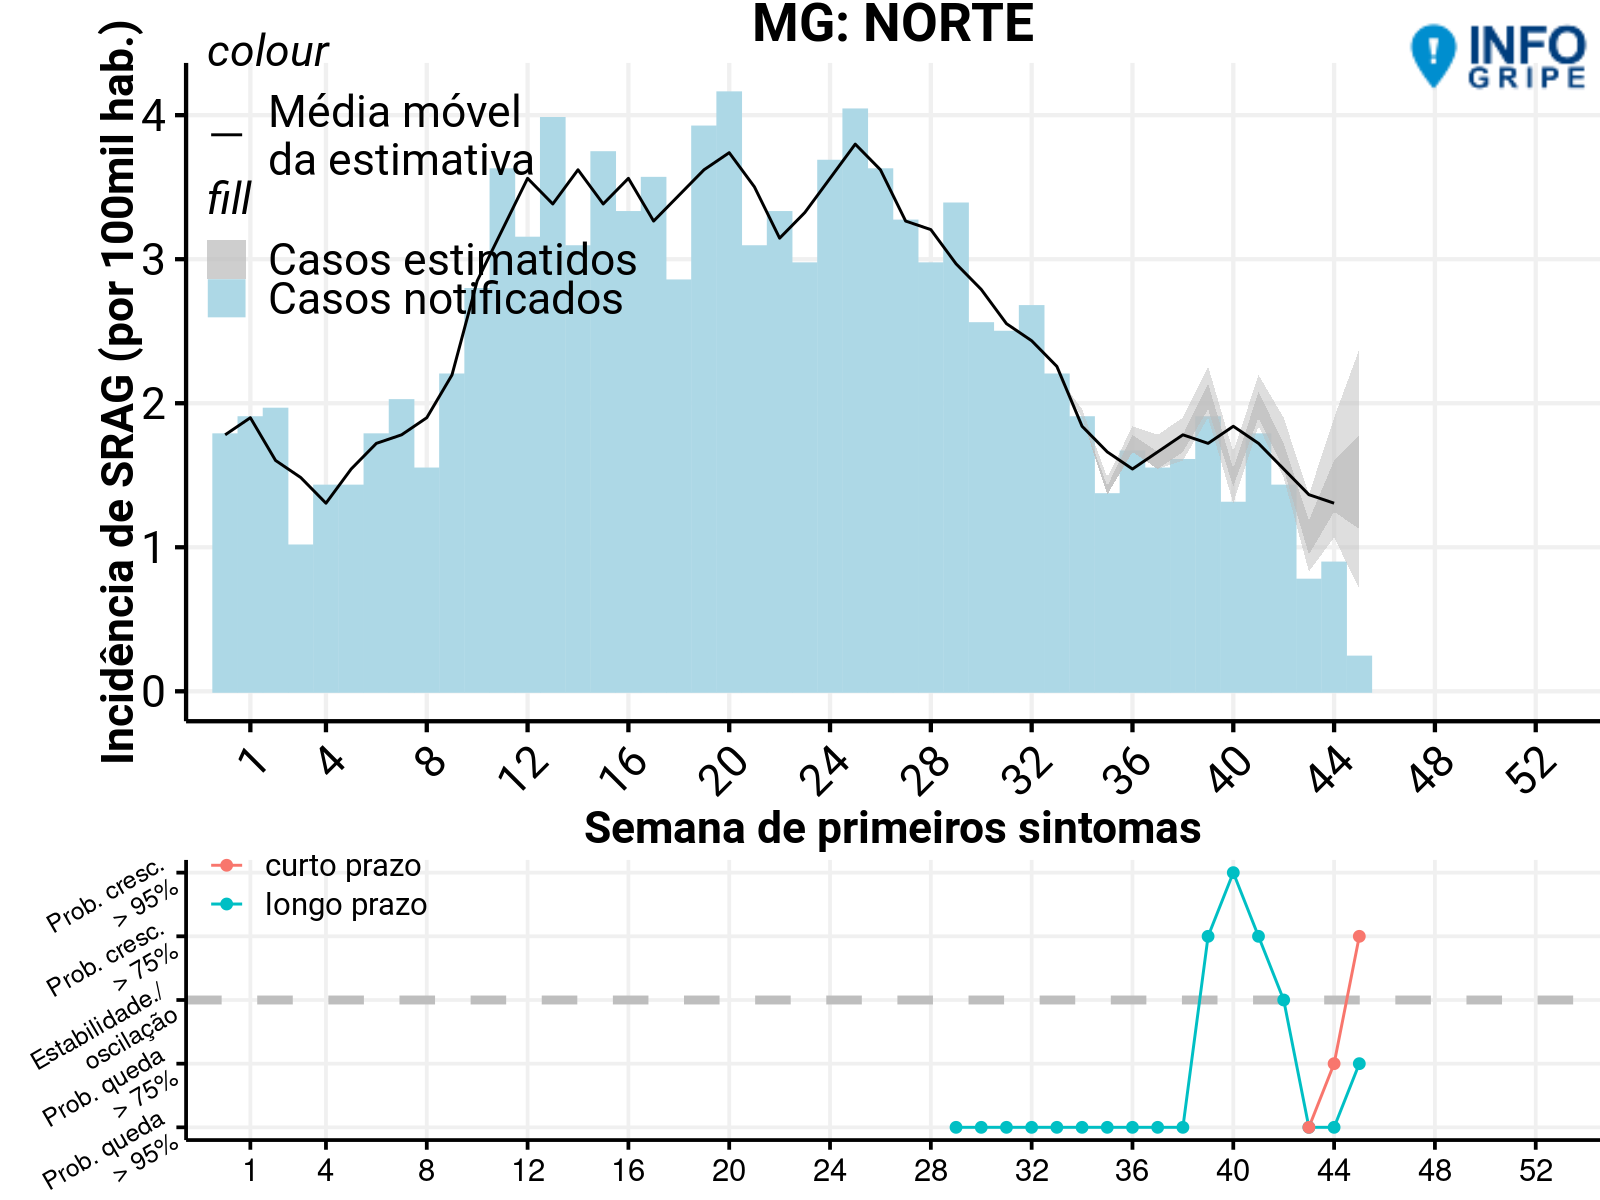 MG: NORTE
INFO
GRIPE
colour
Média móvel
da estimativa
fill
Casos estimatidos
Casos notificados
Incidência de SRAG (por 100mil hab.)
4
3
2
1
0
1 4 8 12 16 20 24 28 32 36 40 44 48 52
Semana de primeiros sintomas
curto prazo
longo prazo
Prob. cresc.
> 95%
Prob. cresc.
> 75%
Estabilidade./
oscilação
Prob. queda
> 75%
Prob. queda
> 95%
1 4 8 12 16 20 24 28 32 36 40 44 48 52